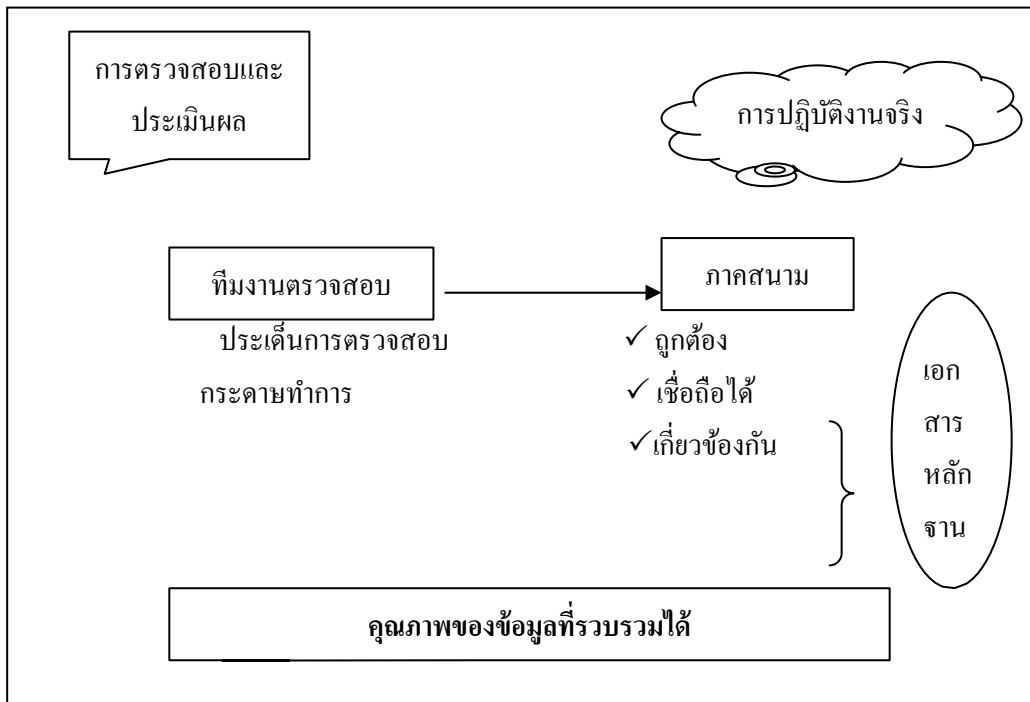 การตรวจสอบและ
ประเมินผล
การปฏิบัติงานจริง
ทีมงานตรวจสอบ
ภาคสนาม
ประเด็นการตรวจสอบ
กระดาษทำการ
✓ ถูกต้อง
✓ เชื่อถือได้
✓เกี่ยวข้องกัน
เอก
สาร
หลัก
ฐาน
คุณภาพของข้อมูลที่รวบรวมได้